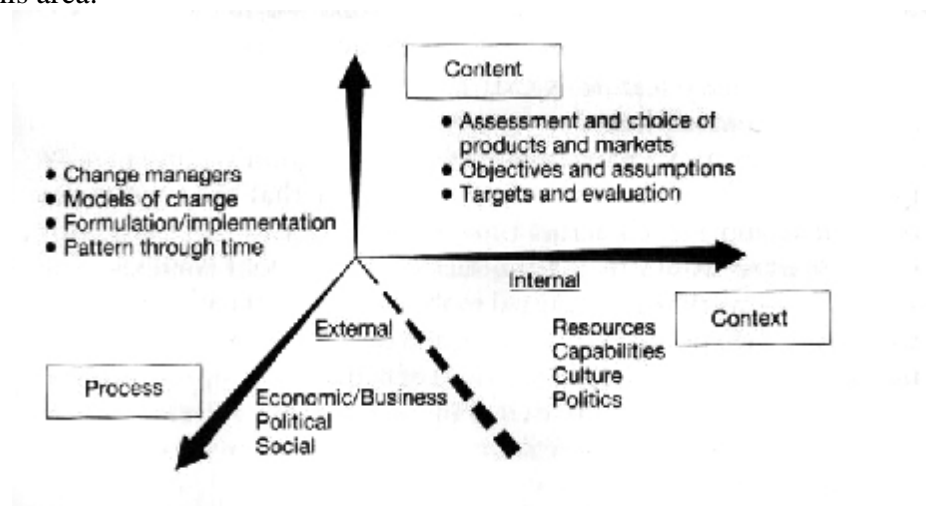 his area.
Content
• Assessment and choice of
products and markets
• Objectives and assumptions
• Targets and evaluation
• Change managers
• Models of change
• Formulation/implementation
• Pattern through time
Internal
Resources
Capabilities
Culture
Politics
Context
External
Economic/Business
Political
Social
Process